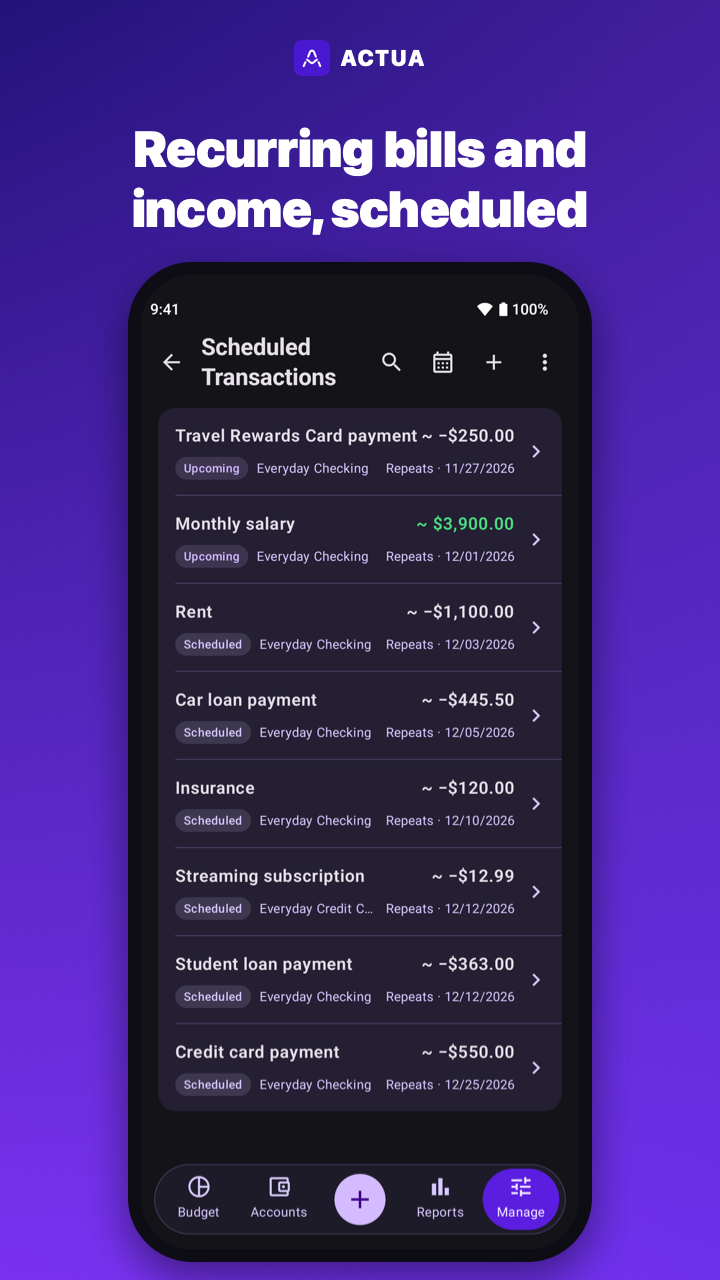 ACTUA
Recurring bills and
income, scheduled
9:41
100%
Scheduled
Transactions
Travel Rewards Card payment ~ −$250.00
Upcoming Everyday Checking Repeats · 11/27/2026
Monthly salary ~ $3,900.00
Upcoming Everyday Checking Repeats · 12/01/2026
Rent ~ −$1,100.00
Scheduled Everyday Checking Repeats · 12/03/2026
Car loan payment ~ −$445.50
Scheduled Everyday Checking Repeats · 12/05/2026
Insurance ~ −$120.00
Scheduled Everyday Checking Repeats · 12/10/2026
Streaming subscription ~ −$12.99
Scheduled Everyday Credit C… Repeats · 12/12/2026
Student loan payment ~ −$363.00
Scheduled Everyday Checking Repeats · 12/12/2026
Credit card payment ~ −$550.00
Scheduled Everyday Checking Repeats · 12/25/2026
Budget Accounts Reports Manage